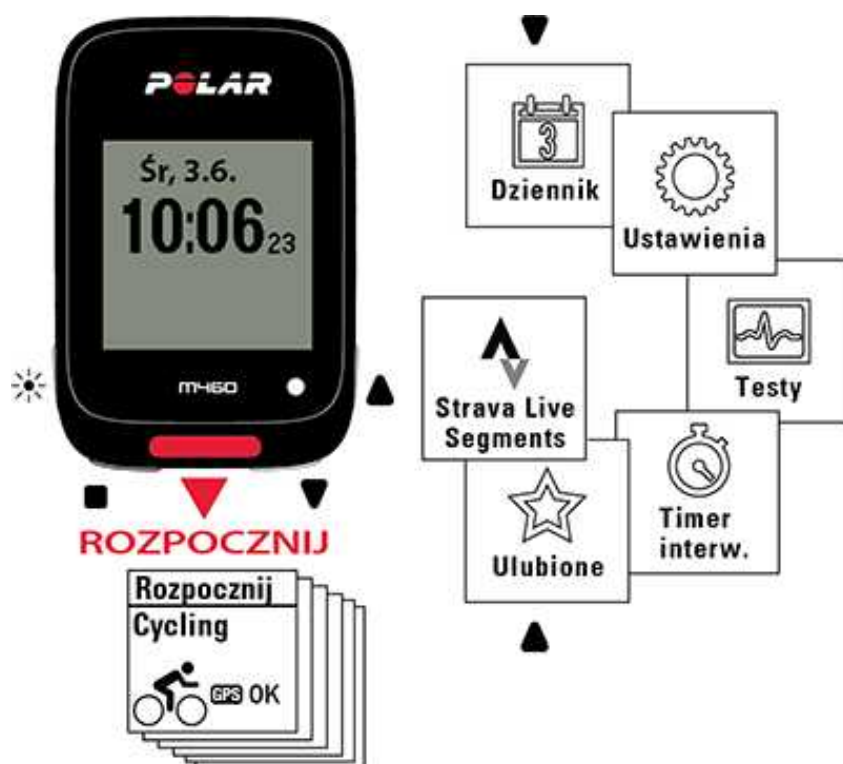 POLAR
Śr, 3.6.
10:06 23
M460
ROZPOCZNIJ
Rozpocznij
Cycling
GPS OK
3
Dziennik
Ustawienia
Testy
Timer
interw.
Ulubione
Strava Live
Segments